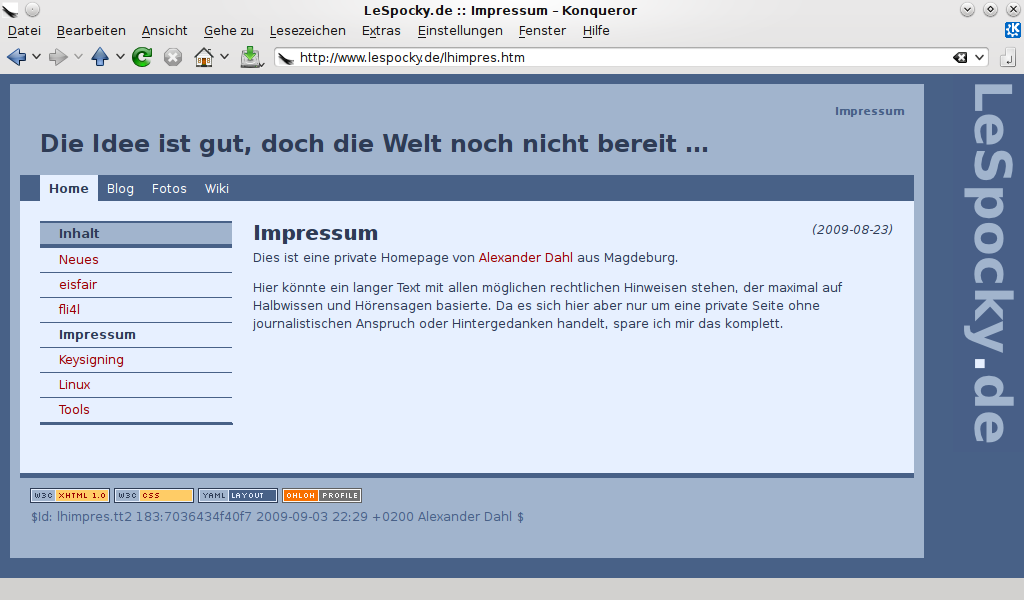 LeSpocky.de :: Impressum – Konqueror
Datei Bearbeiten Ansicht Gehe zu Lesezeichen Extras Einstellungen Fenster Hilfe
http://www.lespocky.de/lhimpres.htm
Impressum
Die Idee ist gut, doch die Welt noch nicht bereit ...
Home Blog Fotos Wiki
Inhalt
Neues
eisfair
fli4l
Impressum
Keysigning
Linux
Tools
Impressum
(2009-08-23)
Dies ist eine private Homepage von Alexander Dahl aus Magdeburg.
Hier könnte ein langer Text mit allen möglichen rechtlichen Hinweisen stehen, der maximal auf
Halbwissen und Hörensagen basierte. Da es sich hier aber nur um eine private Seite ohne
journalistischen Anspruch oder Hintergedanken handelt, spare ich mir das komplett.
W3C XHTML 1.0 W3C CSS YAML LAYOUT OHLOH PROFILE
$Id: lhimpres.tt2 183:7036434f40f7 2009-09-03 22:29 +0200 Alexander Dahl $
LeSpocky.de